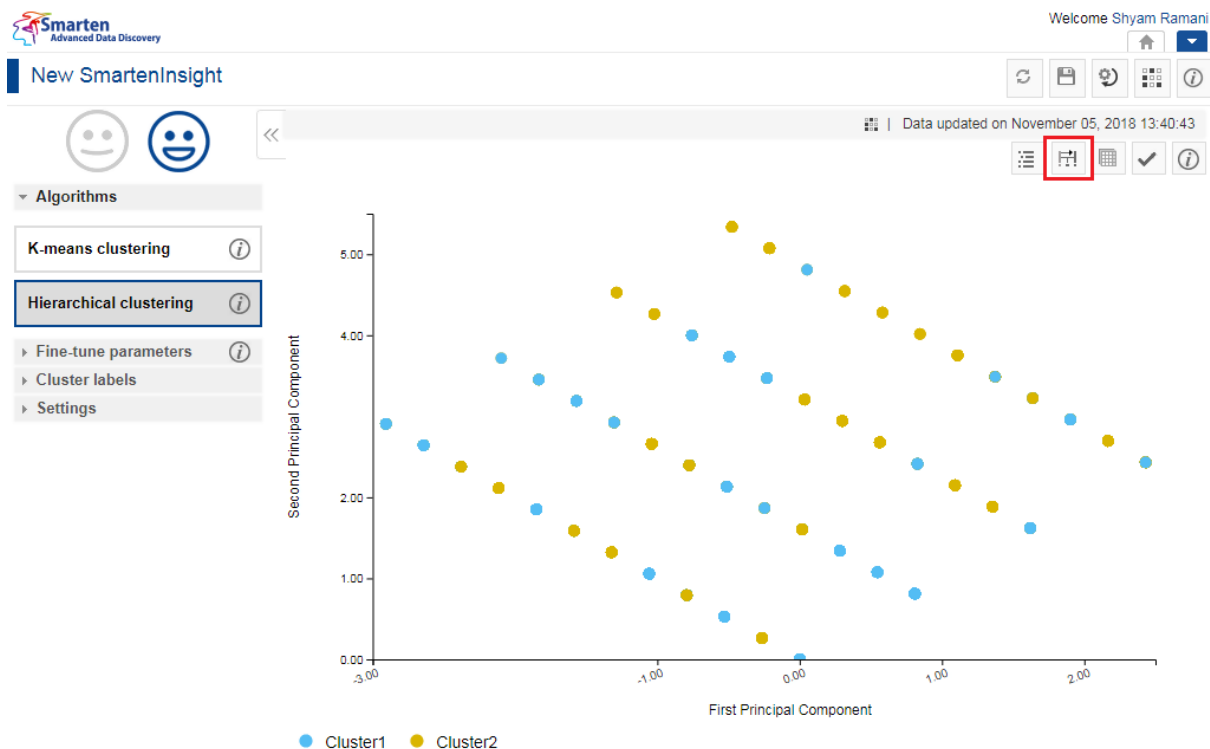 Smarten
Advanced Data Discovery
Welcome Shyam Ramani
New SmartenInsight
Data updated on November 05, 2018 13:40:43
Algorithms
K-means clustering
Hierarchical clustering
Fine-tune parameters
Cluster labels
Settings
Second Principal Component
5.00
4.00
2.00
1.00
0.00
-3.00
-1.00
0.00
1.00
2.00
First Principal Component
Cluster1
Cluster2